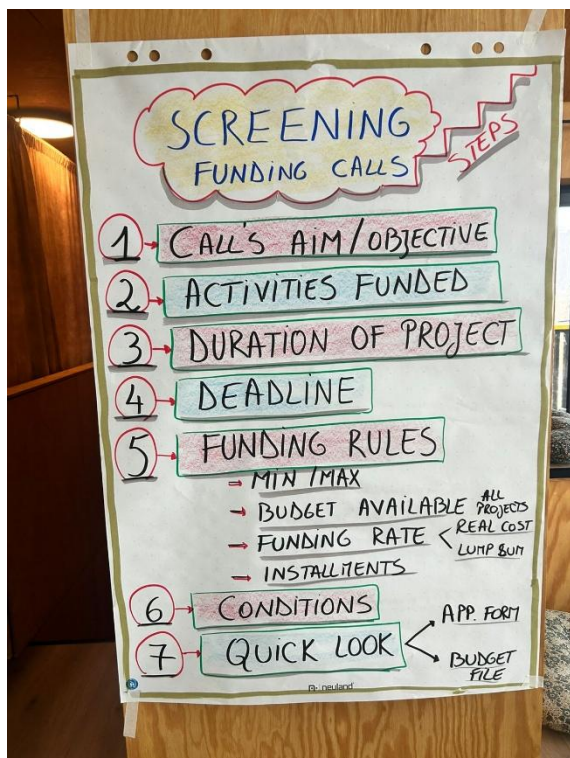 SCREENING
FUNDING CALLS
STEPS
1 → CALL'S AIM/OBJECTIVE
2 → ACTIVITIES FUNDED
3 → DURATION OF PROJECT
4 → DEADLINE
5 → FUNDING RULES
→ MIN/MAX
→ BUDGET AVAILABLE ALL PROJECTS
→ FUNDING RATE < REAL COST
LUMP SUM
→ INSTALLMENTS
6 → CONDITIONS
7 → QUICK LOOK
APP. FORM
BUDGET
FILE
neuland